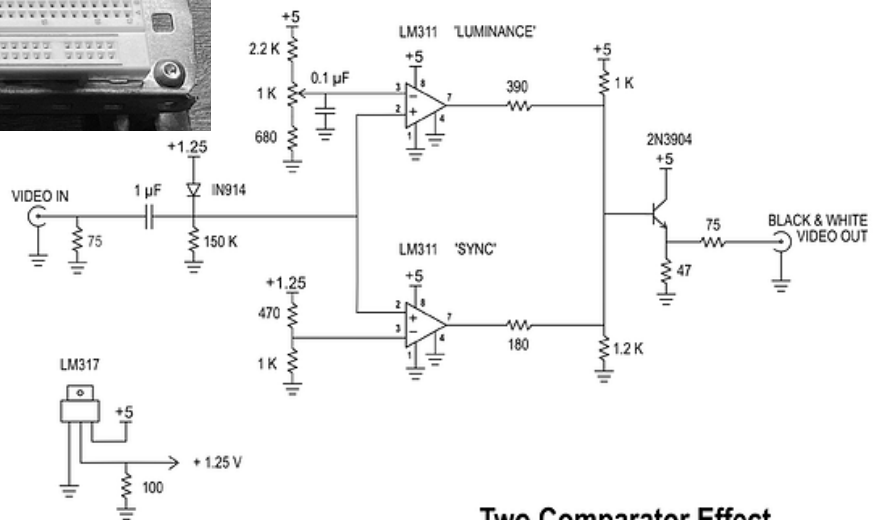 +5
2.2 K
1 K
680
0.1 µF
LM311 'LUMINANCE'
+5
3
8
2
7
1
4
390
+5
1 K
2N3904
+5
+1.25
IN914
VIDEO IN
1 µF
75
150 K
75
BLACK & WHITE
VIDEO OUT
47
LM311 'SYNC'
+5
+1.25
470
1 K
2
8
3
7
1
4
180
1.2 K
LM317
+5
+ 1.25 V
100
Two Comparator Effect